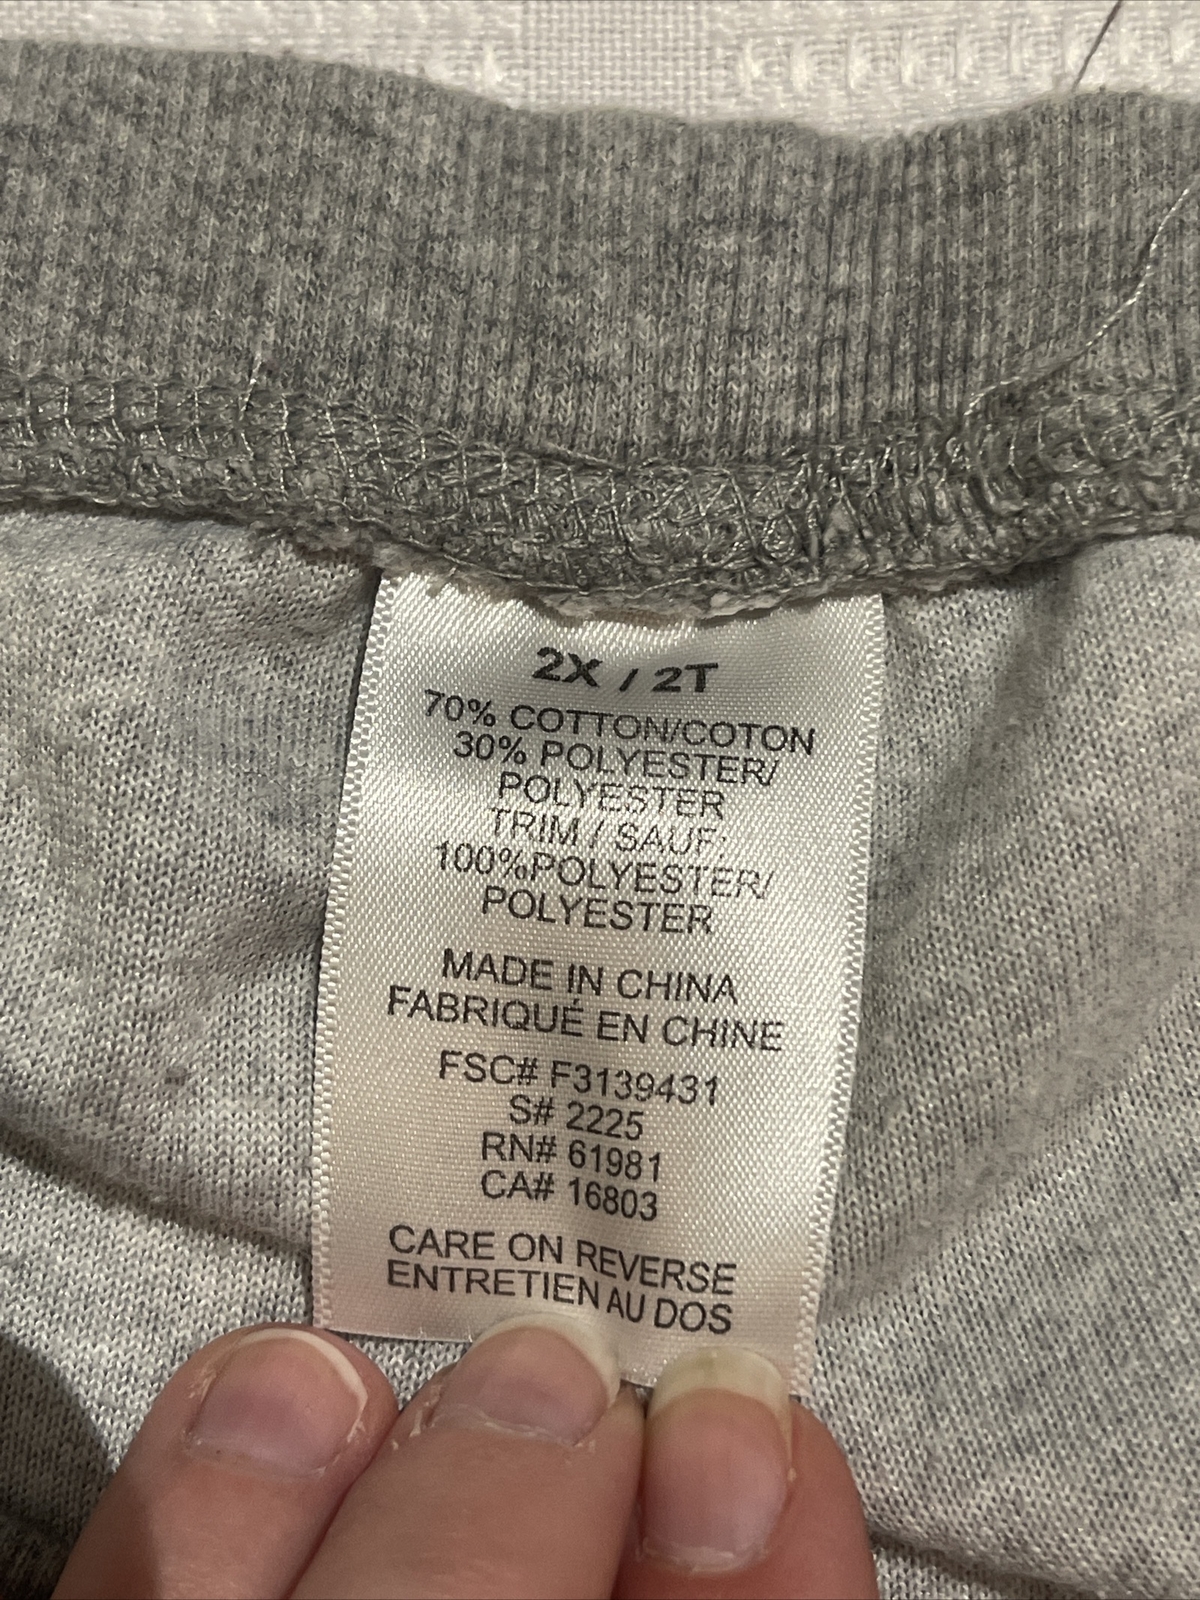 2X / 2T
70% COTTON/COTON
30% POLYESTER/
POLYESTER
TRIM / SAUF:
100%POLYESTER/
POLYESTER
MADE IN CHINA
FABRIQUÉ EN CHINE
FSC# F3139431
S# 2225
RN# 61981
CA# 16803
CARE ON REVERSE
ENTRETIEN AU DOS